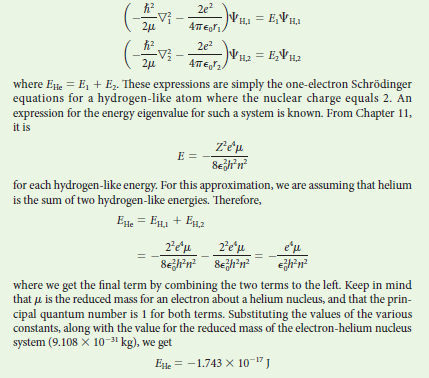 (−ħ²/2μ ∇₁² − 2e²/4πϵ₀r₁)Ψ_H,1 = E₁Ψ_H,1
(−ħ²/2μ ∇₂² − 2e²/4πϵ₀r₂)Ψ_H,2 = E₂Ψ_H,2
where E_He = E₁ + E₂. These expressions are simply the one-electron Schrödinger
equations for a hydrogen-like atom where the nuclear charge equals 2. An
expression for the energy eigenvalue for such a system is known. From Chapter 11,
it is
E = −Z²e⁴μ/8ϵ₀²h²n²
for each hydrogen-like energy. For this approximation, we are assuming that helium
is the sum of two hydrogen-like energies. Therefore,
E_He = E_H,1 + E_H,2
= −2²e⁴μ/8ϵ₀²h²n² − 2²e⁴μ/8ϵ₀²h²n² = −e⁴μ/ϵ₀²h²n²
where we get the final term by combining the two terms to the left. Keep in mind
that μ is the reduced mass for an electron about a helium nucleus, and that the prin-
cipal quantum number is 1 for both terms. Substituting the values of the various
constants, along with the value for the reduced mass of the electron-helium nucleus
system (9.108 × 10⁻³¹ kg), we get
E_He = −1.743 × 10⁻¹⁷ J